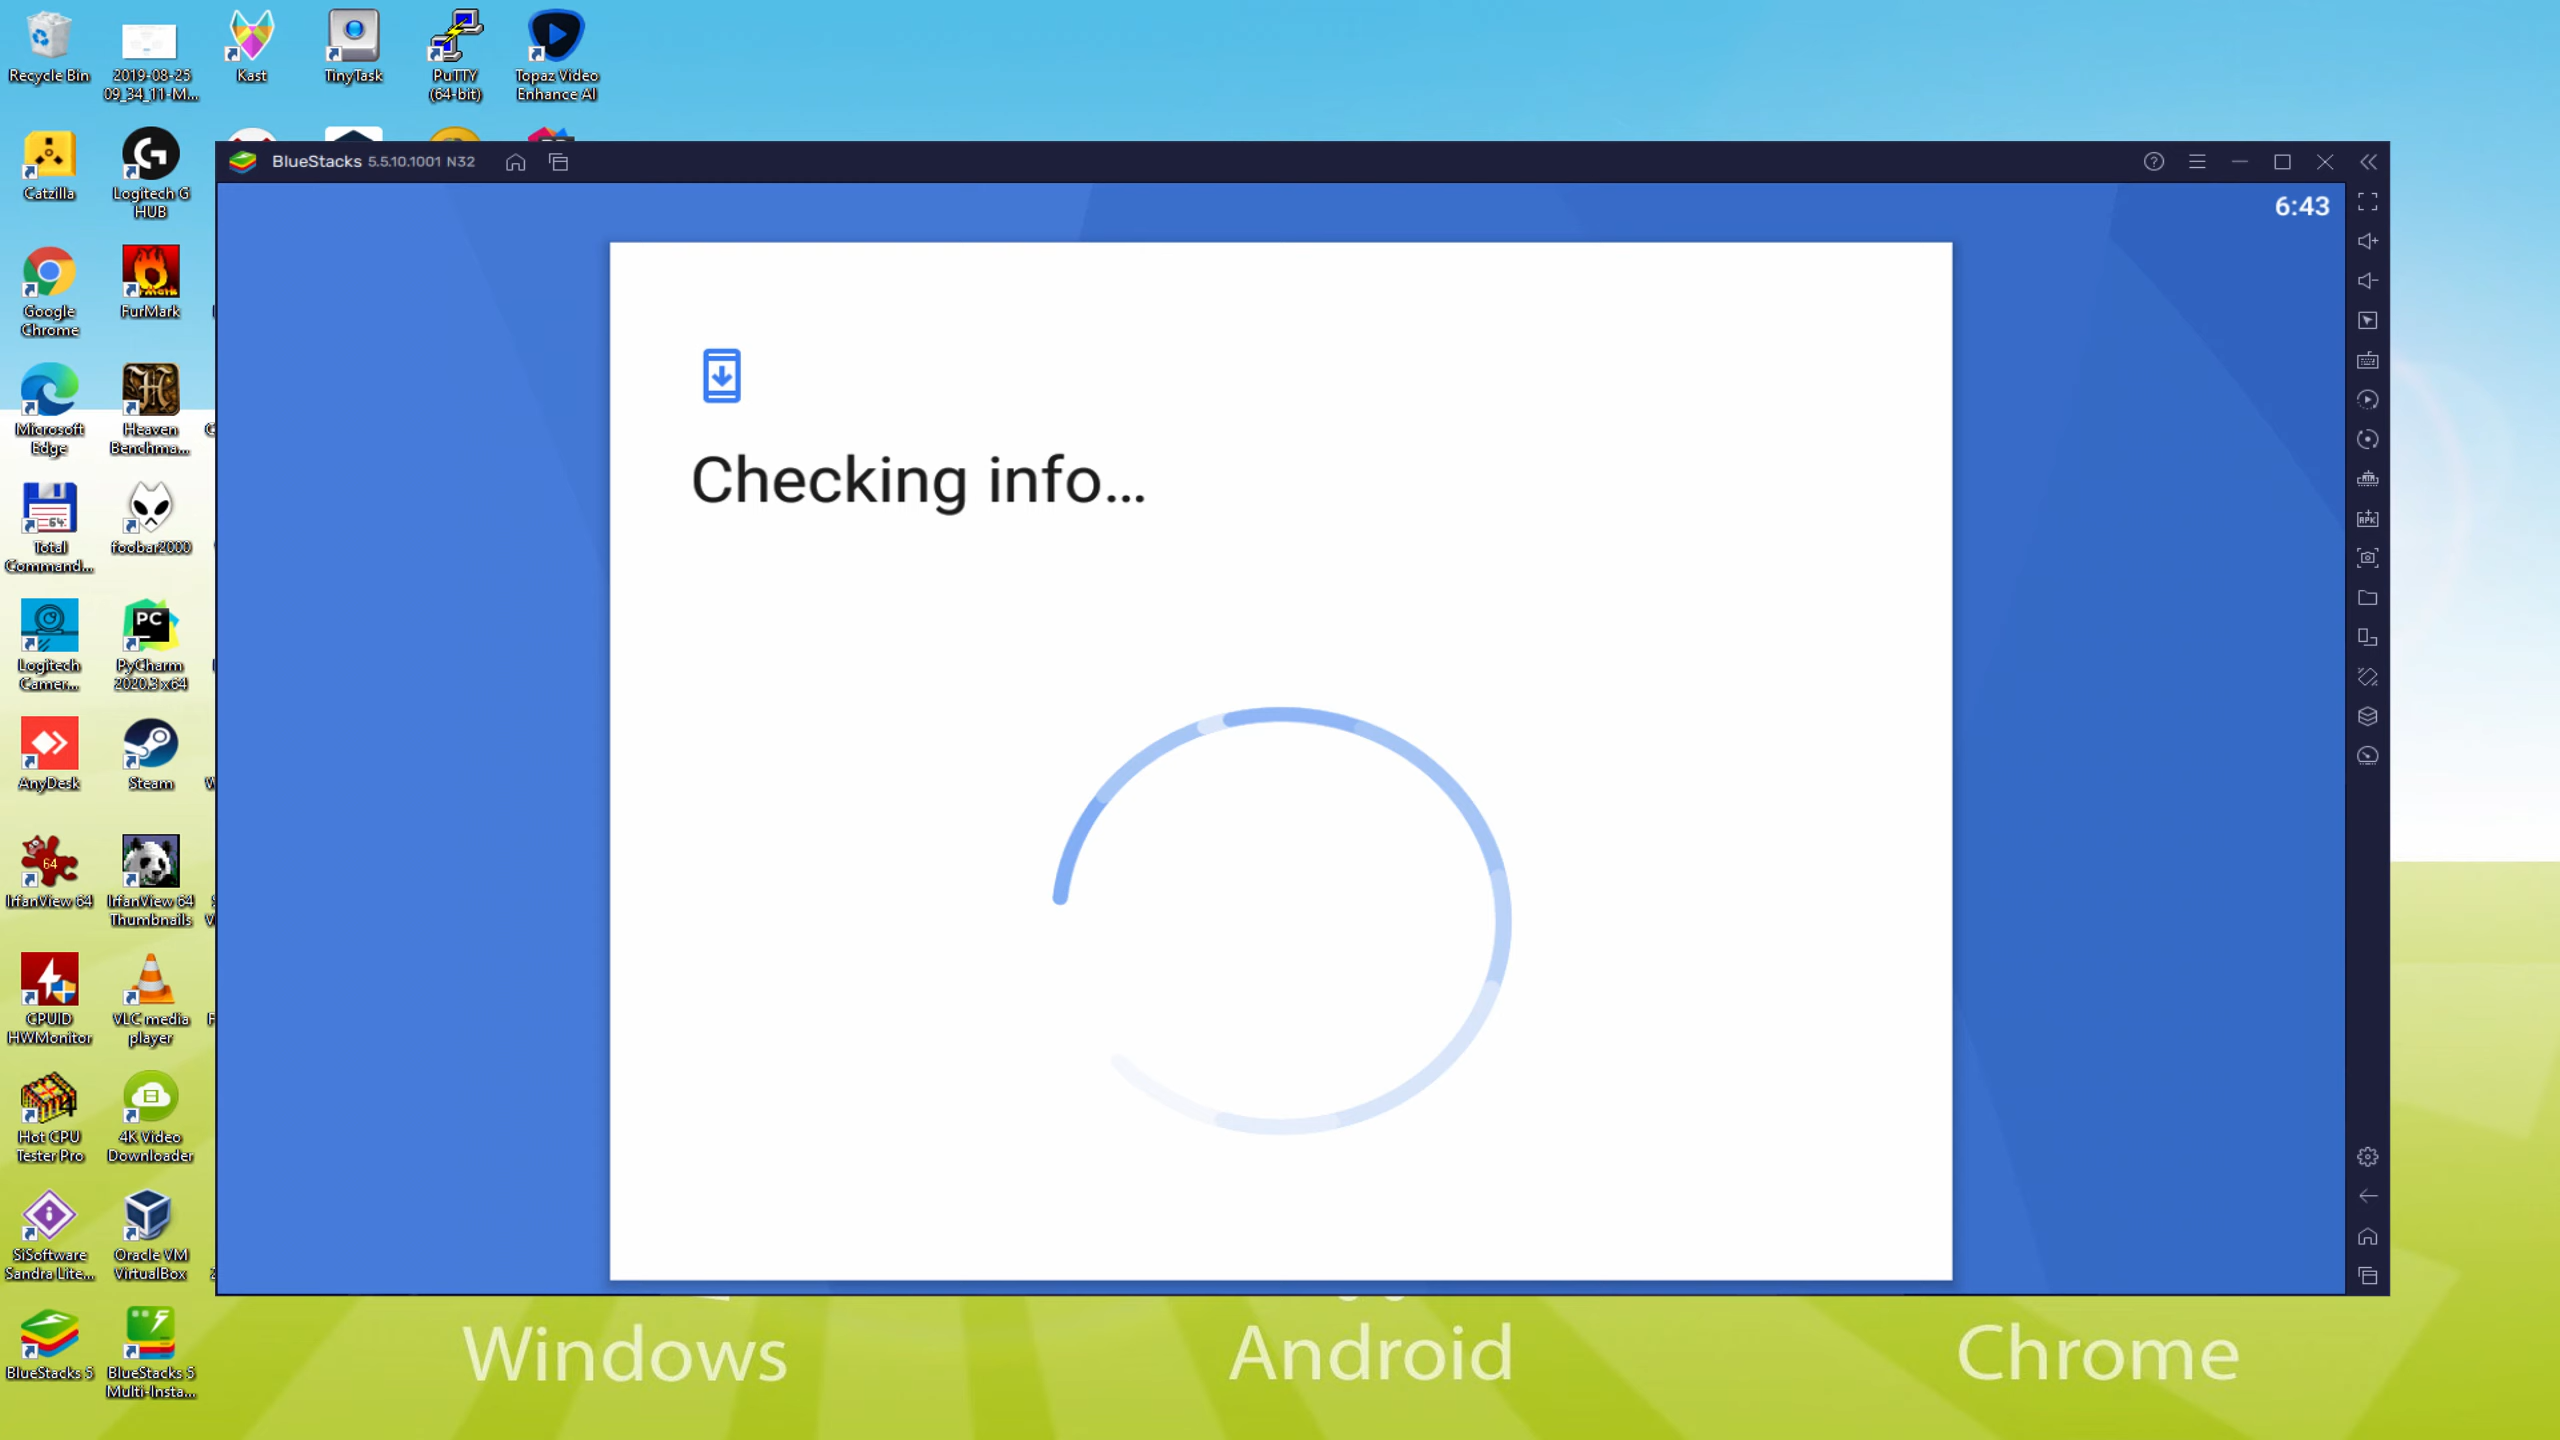 Recycle Bin
2019-08-25
09_34_11-M...
Kast
TinyTask
PuTTY
(64-bit)
Topaz Video
Enhance AI
Catzilla
Logitech G
HUB
BlueStacks 5.5.10.1001 N32
6:43
Google
Chrome
FurMark
Checking info...
Microsoft
Edge
Heaven
Benchma...
Total
Command...
foobar2000
Logitech
Camer...
PC
PyCharm
2020.3 x64
AnyDesk
Steam
64
IrfanView 64
IrfanView 64
Thumbnails
CPUID
HWMonitor
VLC media
player
Hot CPU
Tester Pro
4K Video
Downloader
SiSoftware
Sandra Lite...
Oracle VM
VirtualBox
BlueStacks 5
BlueStacks 5
Multi-Insta...
Windows
Android
Chrome